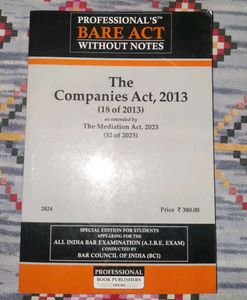 PROFESSIONAL'S™
BARE ACT
WITHOUT NOTES
The
Companies Act, 2013
(18 of 2013)
as amended by
The Mediation Act, 2023
(32 of 2023)
2024 Price ₹ 380.00
SPECIAL EDITION FOR STUDENTS
APPEARING FOR THE
ALL INDIA BAR EXAMINATION (A.I.B.E. EXAM)
CONDUCTED BY
BAR COUNCIL OF INDIA (BCI)
PROFESSIONAL
BOOK PUBLISHERS
DELHI